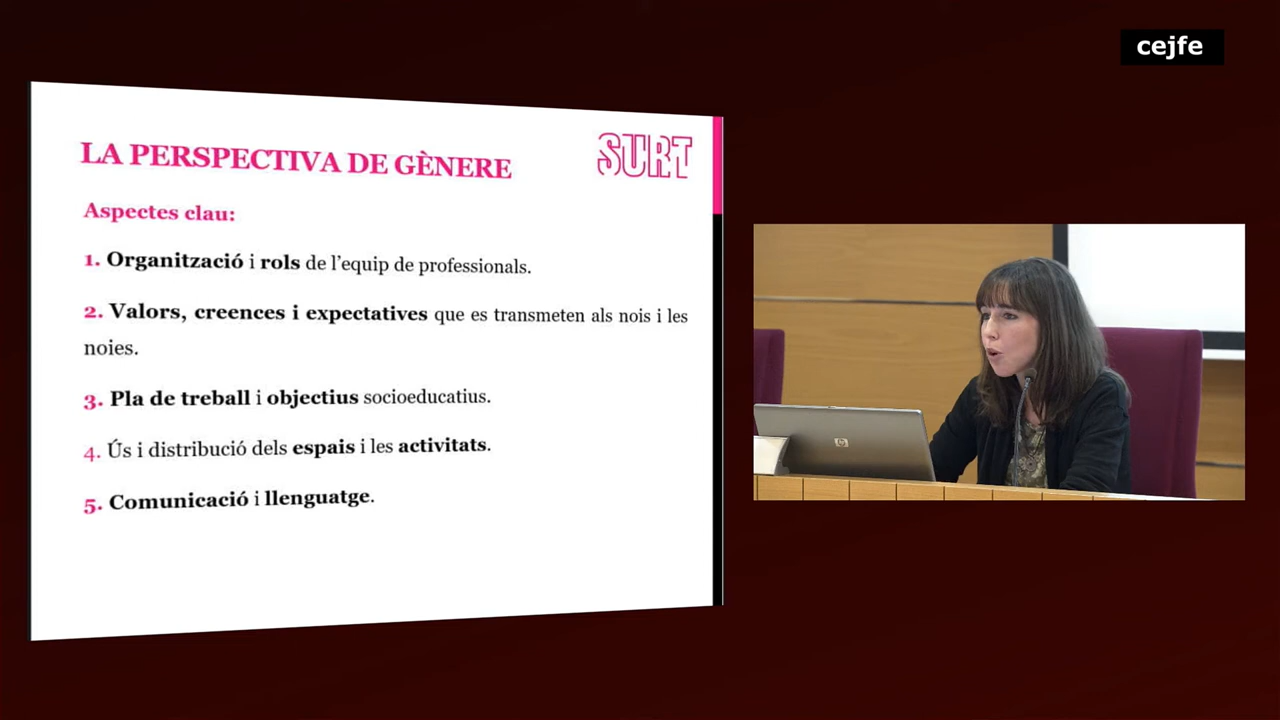 cejfe
LA PERSPECTIVA DE GÈNERE
SURT
Aspectes clau:
1. Organització i rols de l'equip de professionals.
2. Valors, creences i expectatives que es transmeten als nois i les
noies.
3. Pla de treball i objectius socioeducatius.
4. Ús i distribució dels espais i les activitats.
5. Comunicació i llenguatge.
hp